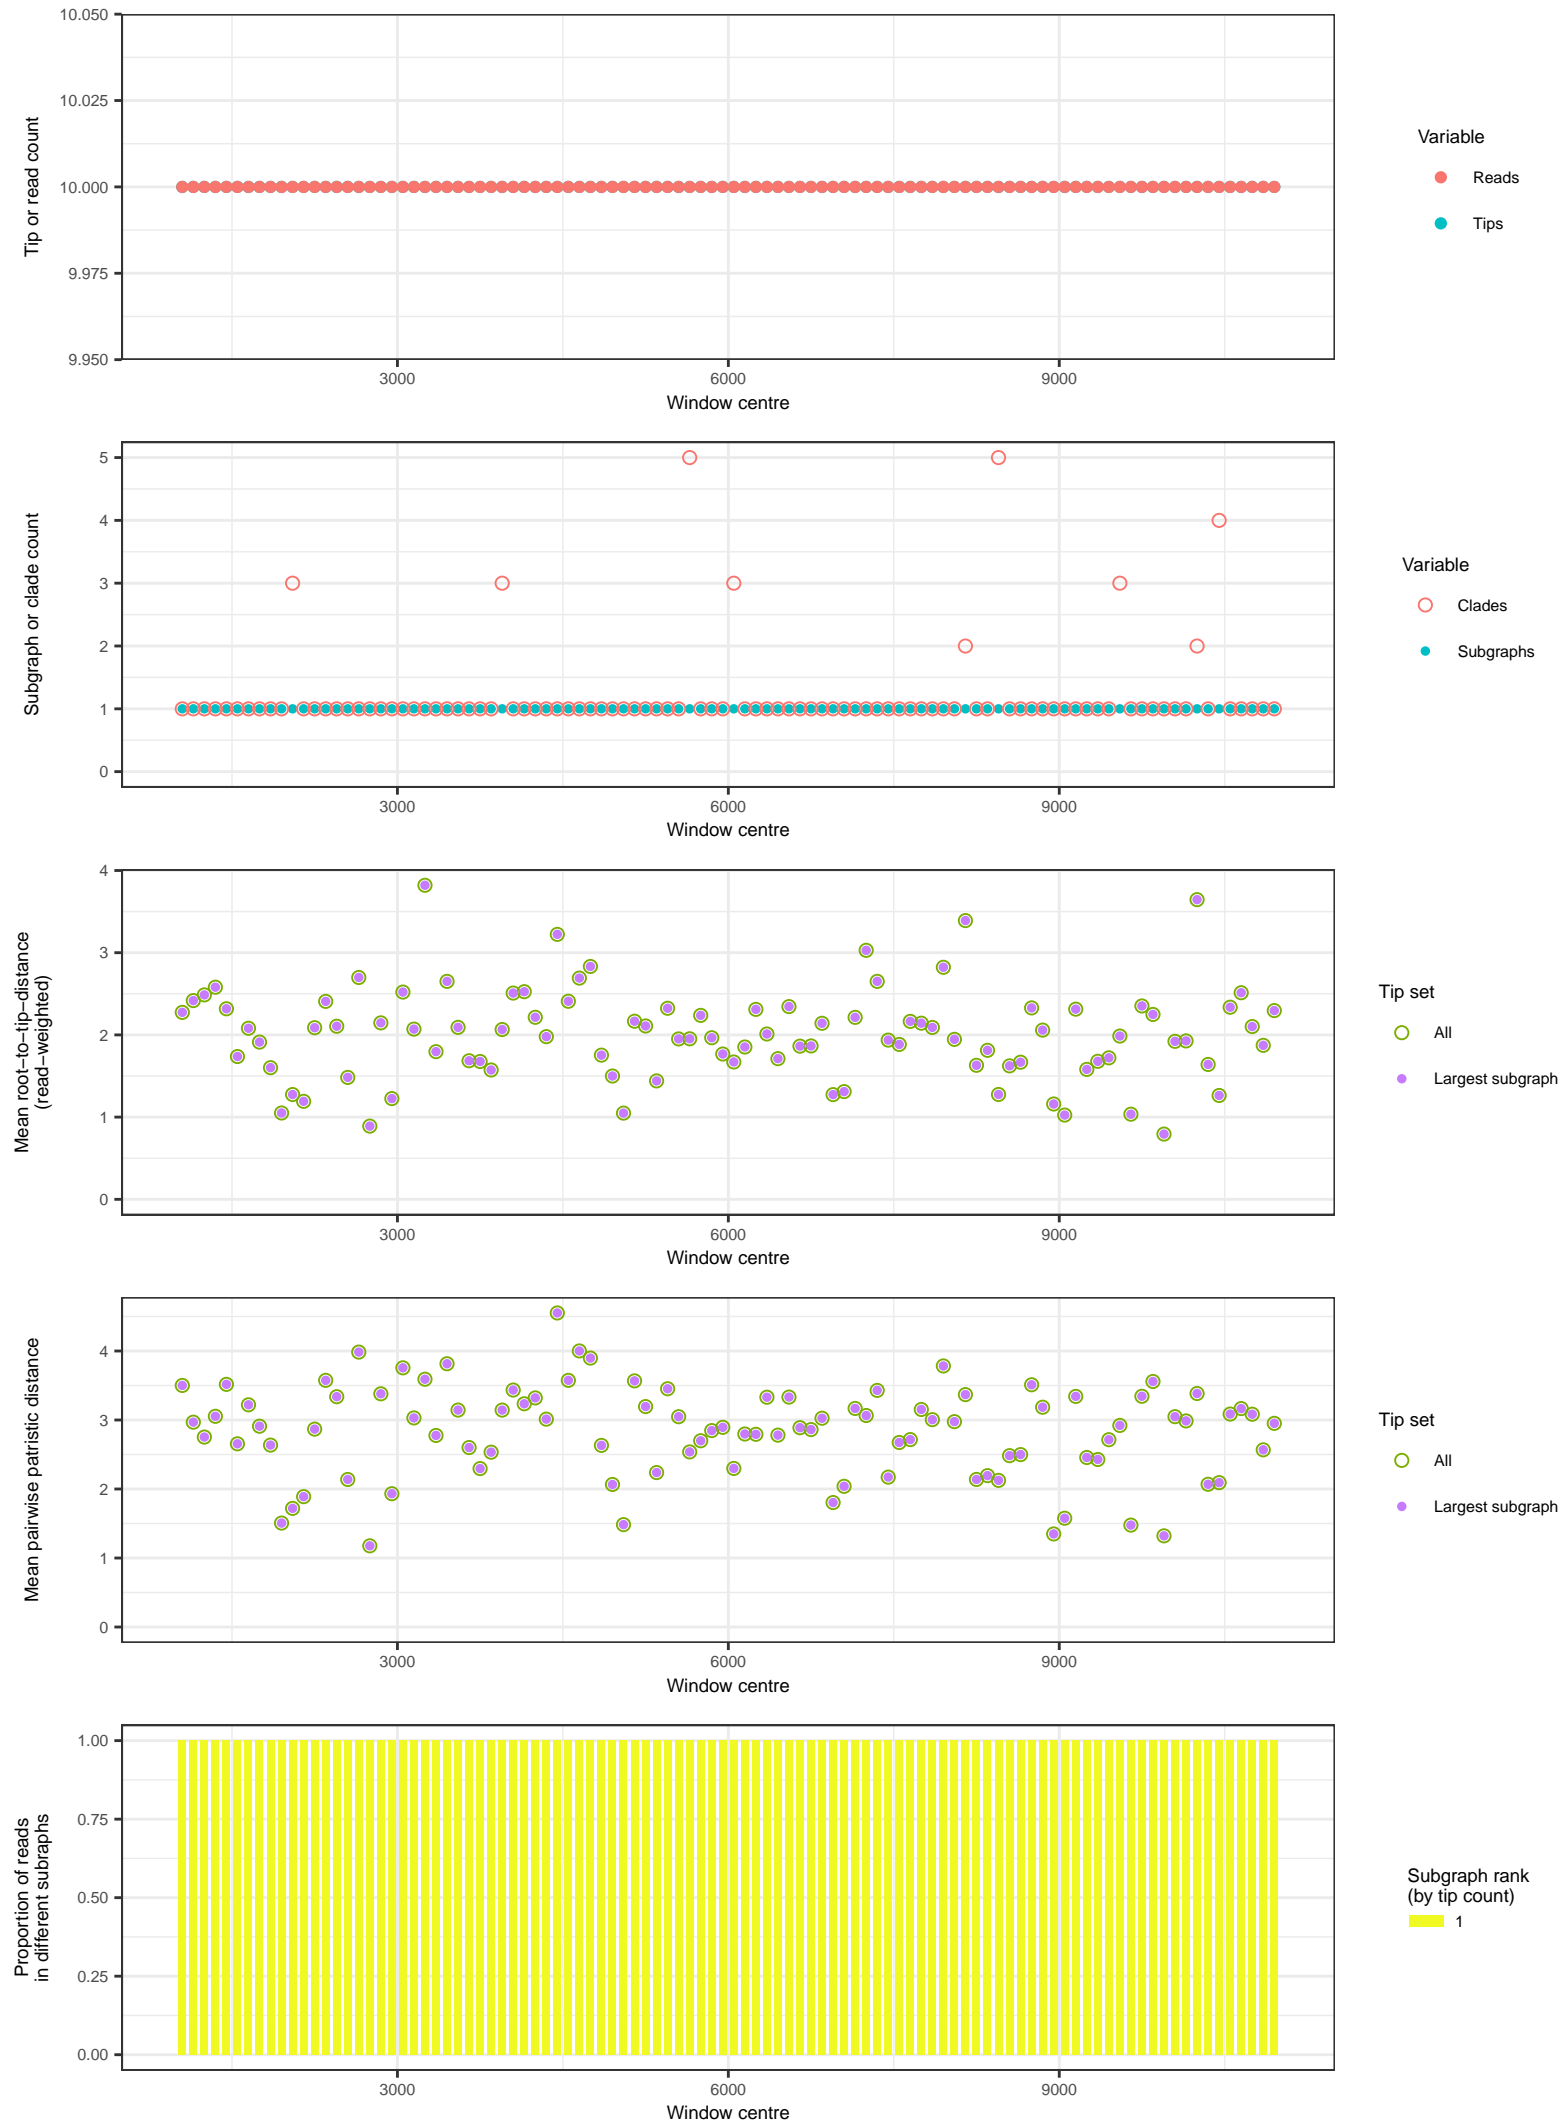 10.050
10.025
10.000
9.975
9.950
Tip or read count
3000
6000
9000
Window centre
Variable
Reads
Tips
5
4
3
2
1
0
Subgraph or clade count
3000
6000
9000
Window centre
Variable
Clades
Subgraphs
4
3
2
1
0
Mean root−to−tip−distance
(read−weighted)
3000
6000
9000
Window centre
Tip set
All
Largest subgraph
4
3
2
1
0
Mean pairwise patristic distance
3000
6000
9000
Window centre
Tip set
All
Largest subgraph
1.00
0.75
0.50
0.25
0.00
Proportion of reads
in different subraphs
3000
6000
9000
Window centre
Subgraph rank
(by tip count)
1